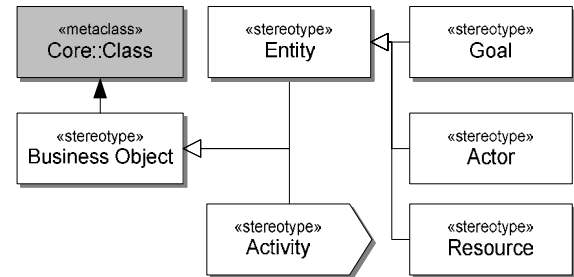 «metaclass»
Core::Class
«stereotype»
Entity
«stereotype»
Goal
«stereotype»
Business Object
«stereotype»
Actor
«stereotype»
Activity
«stereotype»
Resource